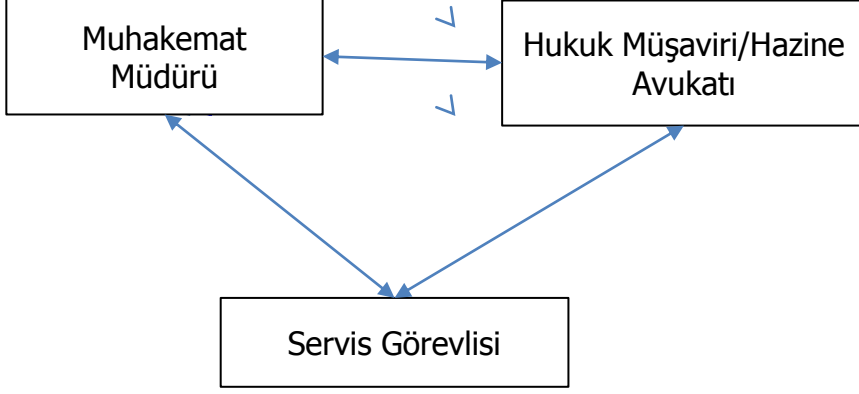 Muhakemat
Müdürü
Hukuk Müşaviri/Hazine
Avukatı
Servis Görevlisi